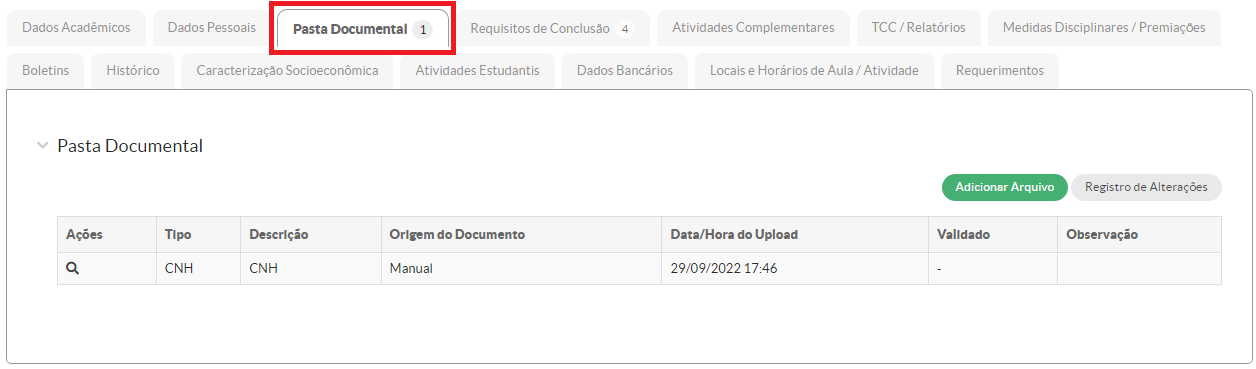 Dados Acadêmicos Dados Pessoais Pasta Documental 1 Requisitos de Conclusão 4 Atividades Complementares TCC / Relatórios Medidas Disciplinares / Premiações
Boletins Histórico Caracterização Socioeconômica Atividades Estudantis Dados Bancários Locais e Horários de Aula / Atividade Requerimentos
Pasta Documental
Adicionar Arquivo Registro de Alterações
Ações Tipo Descrição Origem do Documento Data/Hora do Upload Validado Observação
CNH CNH Manual 29/09/2022 17:46 -